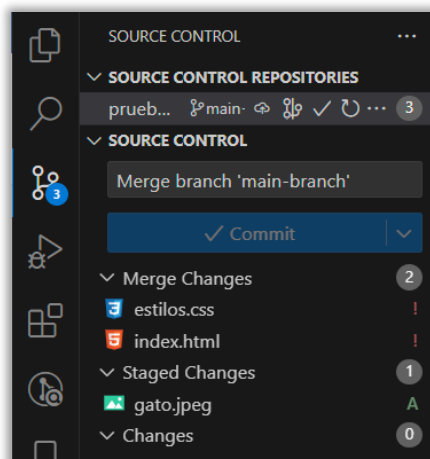 SOURCE CONTROL
SOURCE CONTROL REPOSITORIES
prueb... main- 3
SOURCE CONTROL
3
Merge branch 'main-branch'
Commit
Merge Changes 2
estilos.css !
index.html !
Staged Changes 1
gato.jpeg A
Changes 0